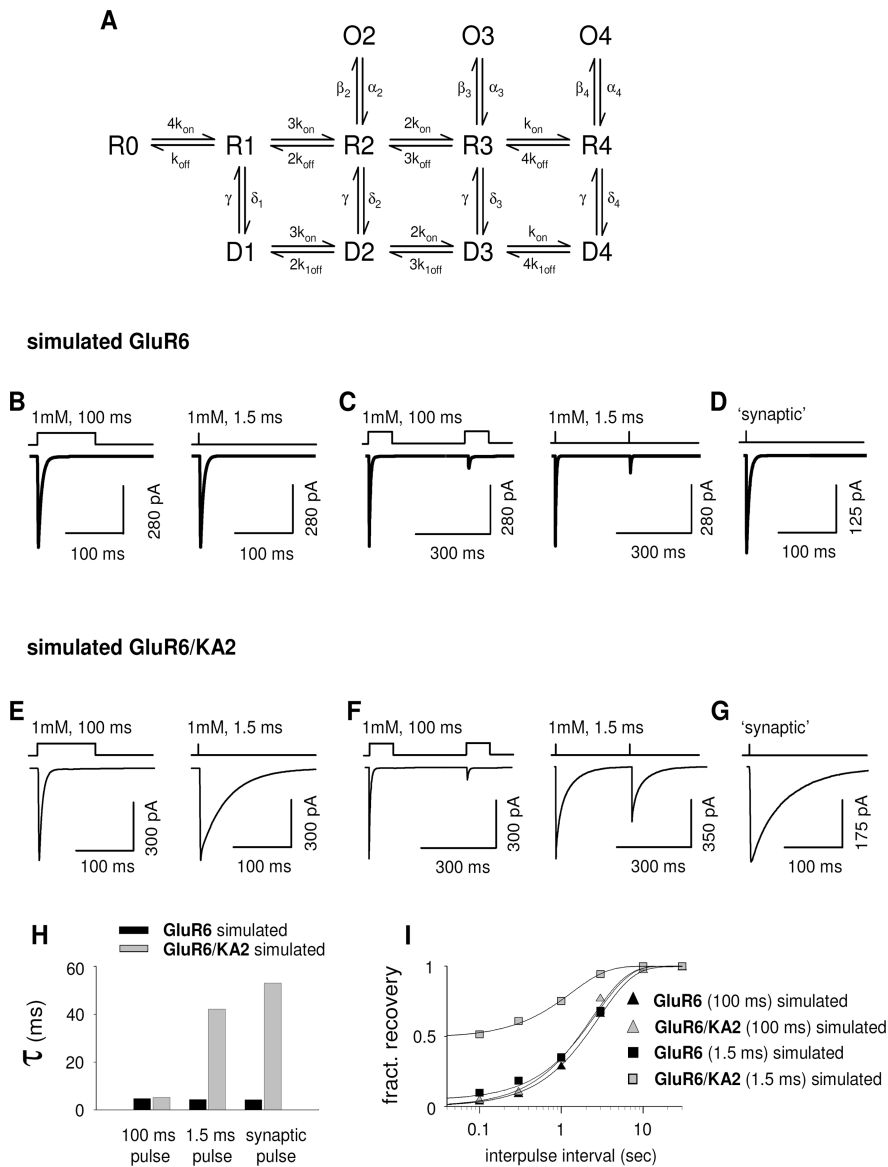 A
O2 O3 O4
β2 α2 β3 α3 β4 α4
4kon 3kon 2kon kon
R0 R1 R2 R3 R4
koff 2koff 3koff 4koff
γ δ1 γ δ2 γ δ3 γ δ4
3kon 2kon kon
D1 D2 D3 D4
2k1off 3k1off 4k1off
simulated GluR6
B
1mM, 100 ms
280 pA
100 ms
1mM, 1.5 ms
280 pA
100 ms
C
1mM, 100 ms
280 pA
300 ms
1mM, 1.5 ms
280 pA
300 ms
D
'synaptic'
125 pA
100 ms
simulated GluR6/KA2
E
1mM, 100 ms
300 pA
100 ms
1mM, 1.5 ms
300 pA
100 ms
F
1mM, 100 ms
300 pA
300 ms
1mM, 1.5 ms
350 pA
300 ms
G
'synaptic'
175 pA
100 ms
H
GluR6 simulated
GluR6/KA2 simulated
τ (ms)
60
40
20
0
100 ms pulse
1.5 ms pulse
synaptic pulse
I
fract. recovery
1
0.5
0
0.1 1 10
interpulse interval (sec)
GluR6 (100 ms) simulated
GluR6/KA2 (100 ms) simulated
GluR6 (1.5 ms) simulated
GluR6/KA2 (1.5 ms) simulated